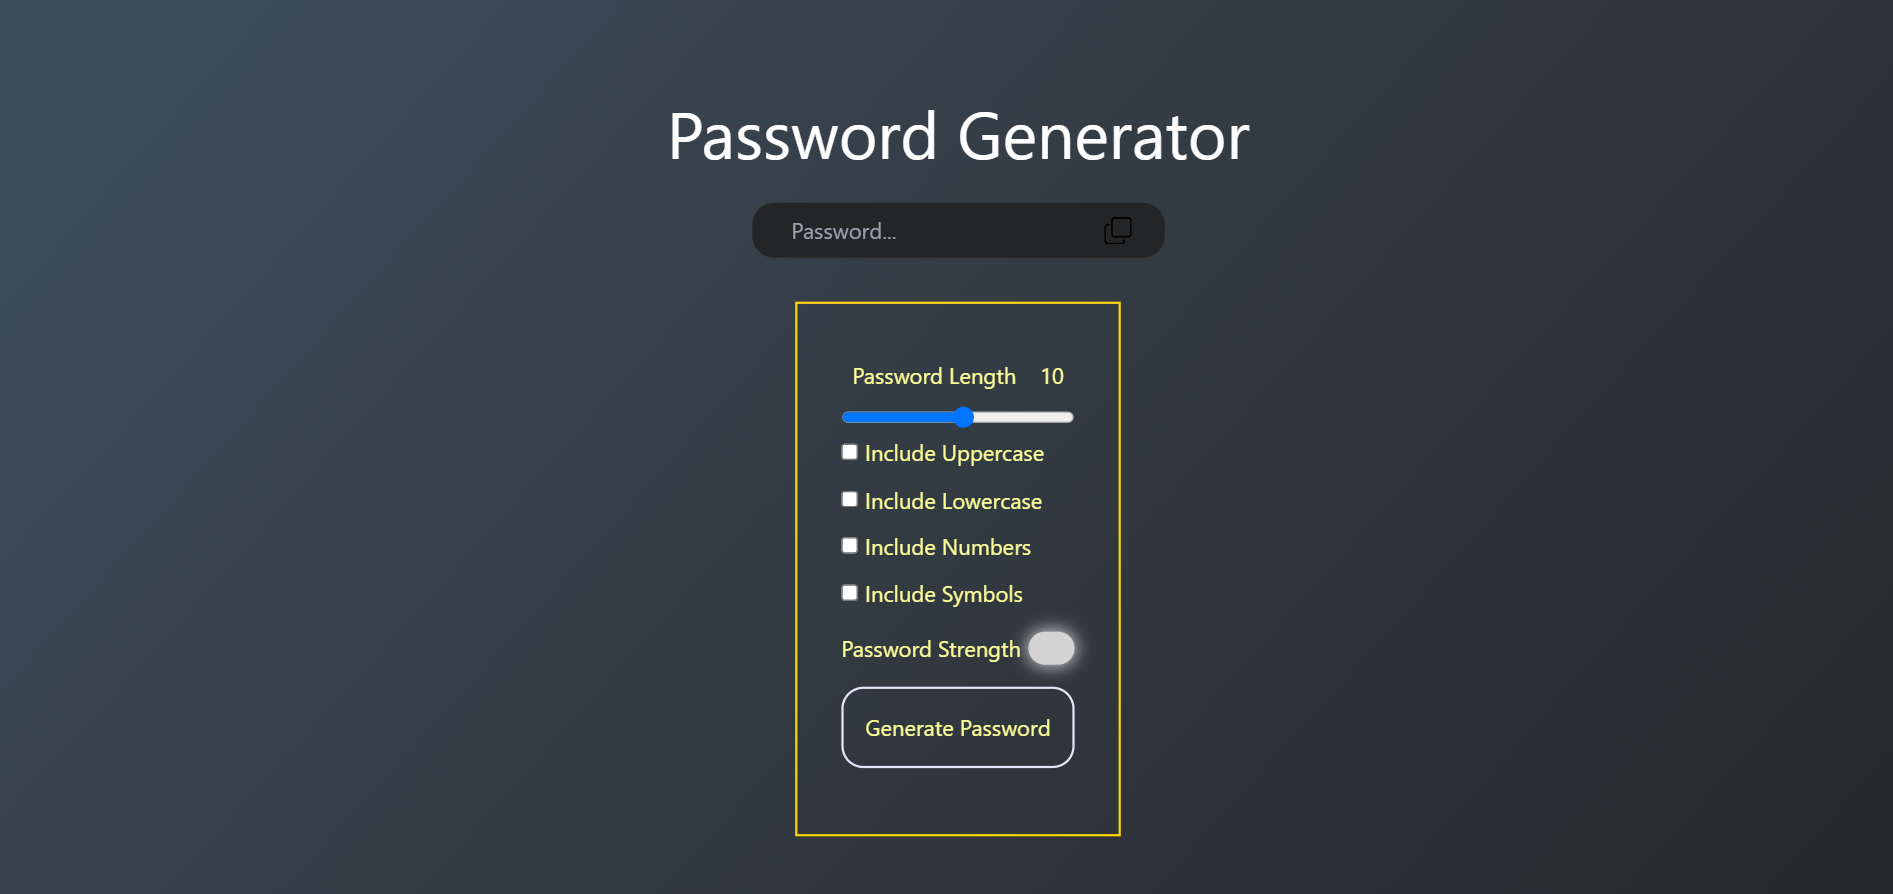 Password Generator
Password...
Password Length 10
Include Uppercase
Include Lowercase
Include Numbers
Include Symbols
Password Strength
Generate Password